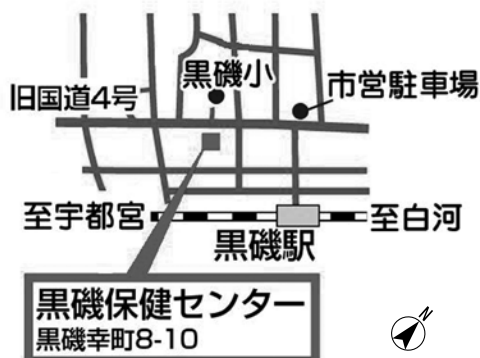 黒磯小
市営駐車場
旧国道4号
至宇都宮
至白河
黒磯駅
黒磯保健センター
黒磯幸町8-10
N